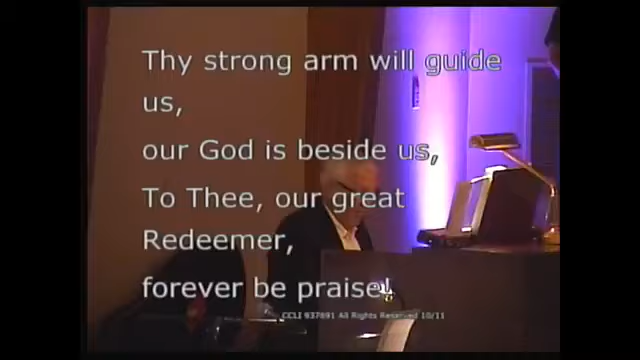 Thy strong arm will guide
us,
our God is beside us,
To Thee, our great
Redeemer,
forever be praise!
CCLI 937691 All Rights Reserved 10/11